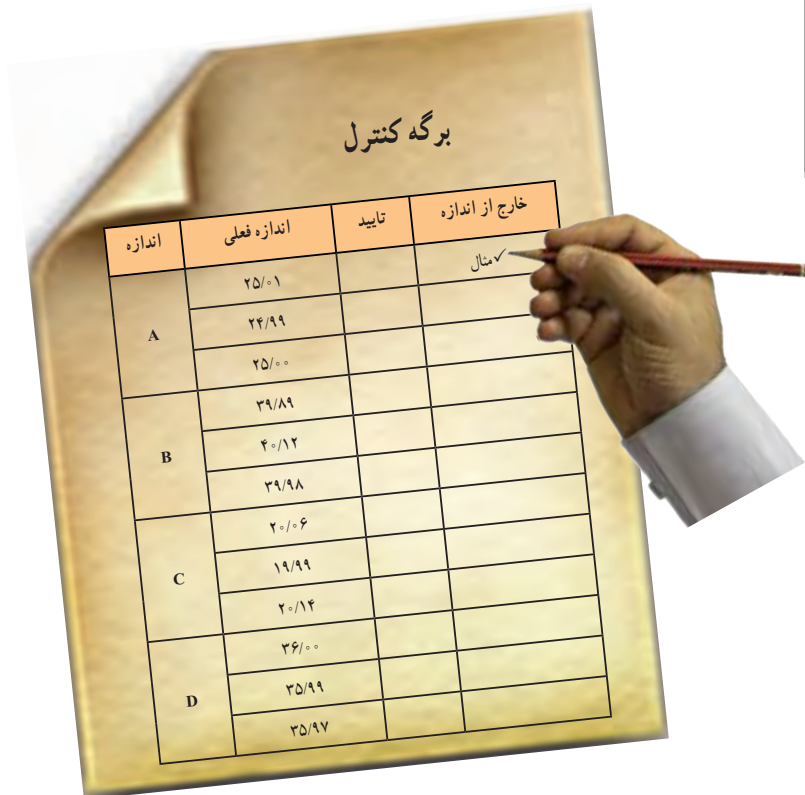 برگه کنترل
اندازه اندازه فعلی تایید خارج از اندازه
A ۲۵/۰۱ ✓مثال
۲۴/۹۹
۲۵/۰۰
B ۳۹/۸۹
۴۰/۱۲
۳۹/۹۸
C ۲۰/۰۶
۱۹/۹۹
۲۰/۱۴
D ۳۶/۰۰
۳۵/۹۹
۳۵/۹۷